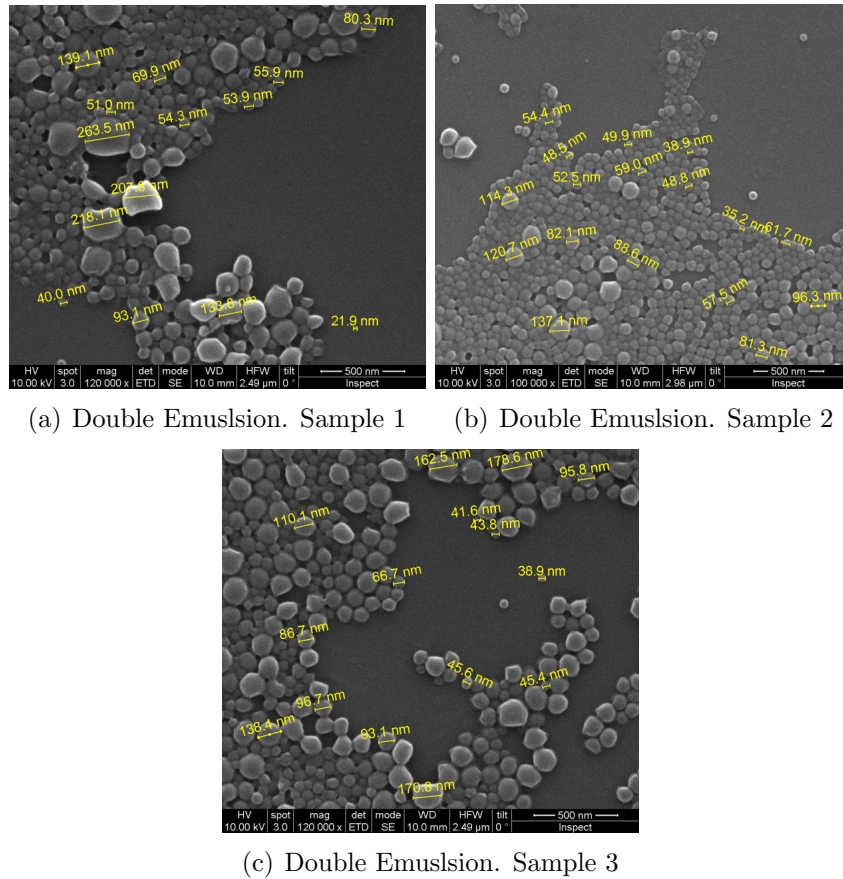 80.3 nm
139.1 nm
69.9 nm
55.9 nm
51.0 nm
53.9 nm
54.3 nm
263.5 nm
207.6 nm
218.1 nm
40.0 nm
93.1 nm
133.8 nm
21.9 nm
HV spot mag det mode WD HFW tilt 500 nm
10.00 kV 3.0 120 000 x ETD SE 10.0 mm 2.49 µm 0 ° Inspect
(a) Double Emuslsion. Sample 1
54.4 nm
49.9 nm
38.9 nm
48.5 nm
59.0 nm
52.5 nm
48.8 nm
114.3 nm
35.2 nm
61.7 nm
82.1 nm
120.7 nm
88.6 nm
57.5 nm
96.3 nm
137.1 nm
81.3 nm
HV spot mag det mode WD HFW tilt 500 nm
10.00 kV 3.0 100 000 x ETD SE 10.0 mm 2.98 µm 0 ° Inspect
(b) Double Emuslsion. Sample 2
162.5 nm
178.6 nm
95.8 nm
110.1 nm
41.6 nm
43.8 nm
66.7 nm
38.9 nm
86.7 nm
45.6 nm
45.4 nm
96.7 nm
138.4 nm
93.1 nm
170.8 nm
HV spot mag det mode WD HFW tilt 500 nm
10.00 kV 3.0 120 000 x ETD SE 10.0 mm 2.49 µm 0 ° Inspect
(c) Double Emuslsion. Sample 3